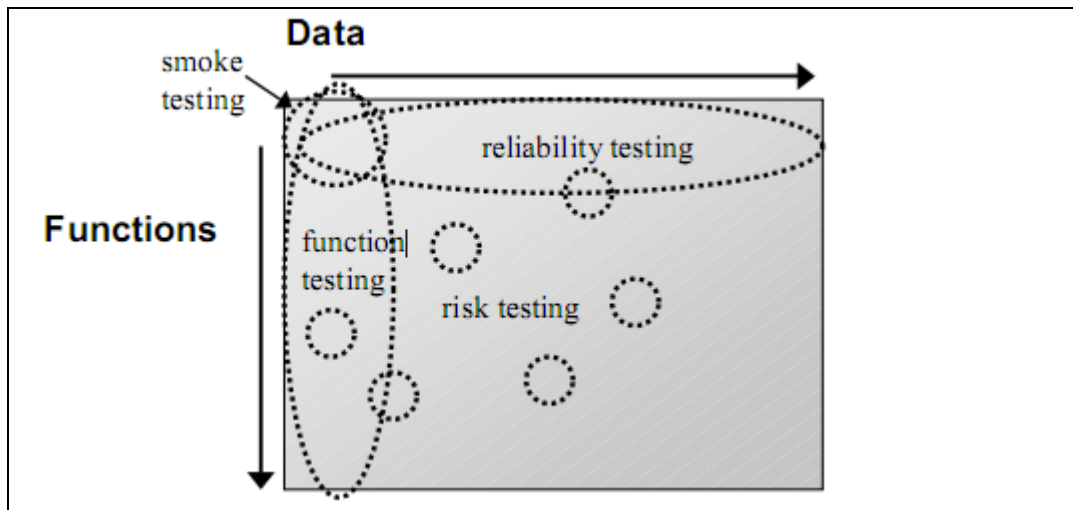 Data
smoke
testing
reliability testing
Functions
function
testing
risk testing